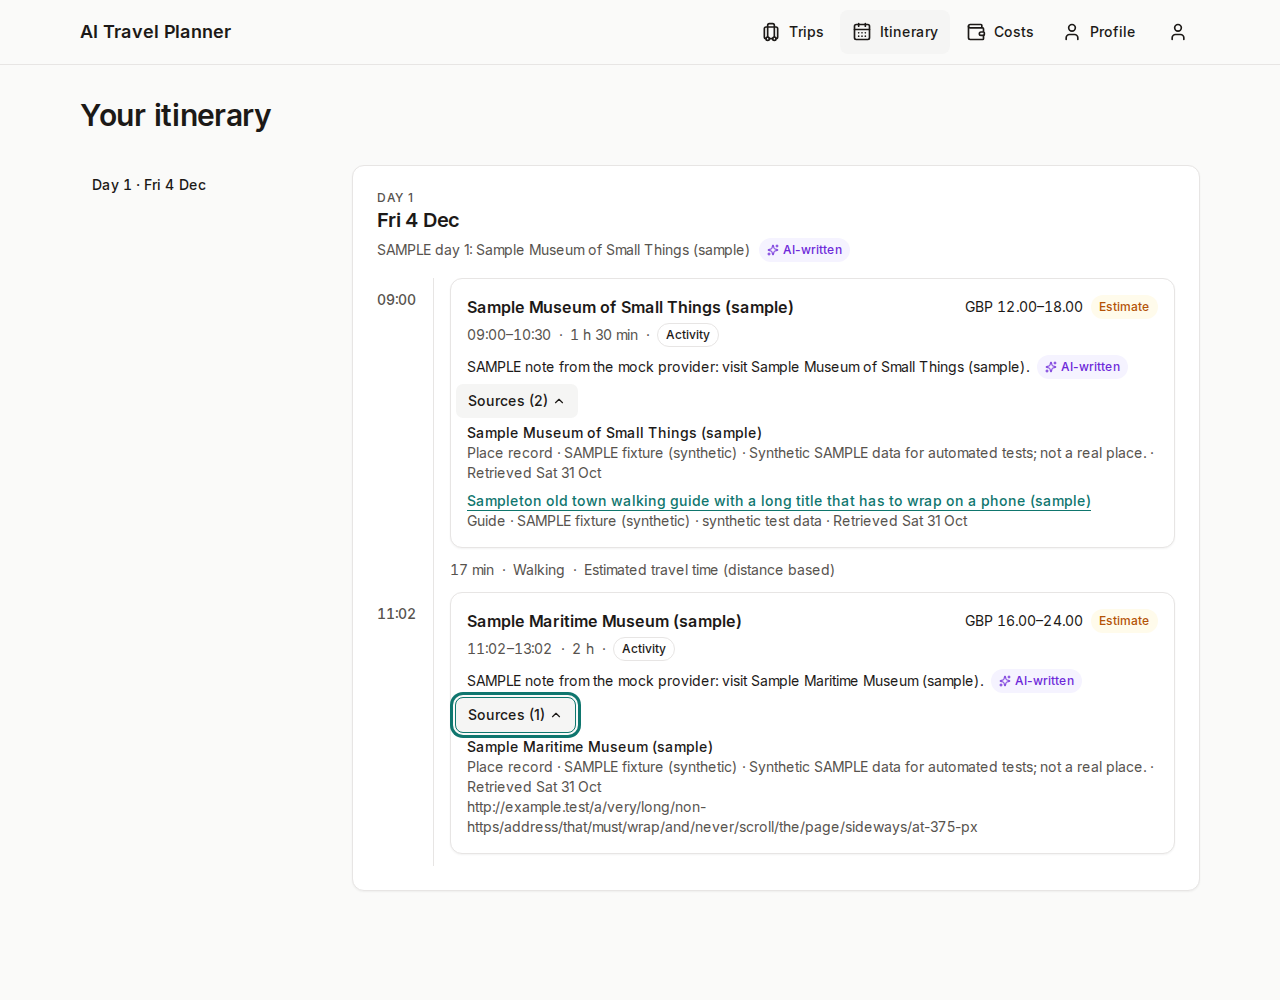 AI Travel Planner
Trips
Itinerary
Costs
Profile
Your itinerary
Day 1 · Fri 4 Dec
DAY 1
Fri 4 Dec
SAMPLE day 1: Sample Museum of Small Things (sample) AI-written
09:00
Sample Museum of Small Things (sample) GBP 12.00–18.00 Estimate
09:00–10:30 · 1 h 30 min · Activity
SAMPLE note from the mock provider: visit Sample Museum of Small Things (sample). AI-written
Sources (2)
Sample Museum of Small Things (sample)
Place record · SAMPLE fixture (synthetic) · Synthetic SAMPLE data for automated tests; not a real place. ·
Retrieved Sat 31 Oct
Sampleton old town walking guide with a long title that has to wrap on a phone (sample)
Guide · SAMPLE fixture (synthetic) · synthetic test data · Retrieved Sat 31 Oct
17 min · Walking · Estimated travel time (distance based)
11:02
Sample Maritime Museum (sample) GBP 16.00–24.00 Estimate
11:02–13:02 · 2 h · Activity
SAMPLE note from the mock provider: visit Sample Maritime Museum (sample). AI-written
Sources (1)
Sample Maritime Museum (sample)
Place record · SAMPLE fixture (synthetic) · Synthetic SAMPLE data for automated tests; not a real place. ·
Retrieved Sat 31 Oct
http://example.test/a/very/long/non-
https/address/that/must/wrap/and/never/scroll/the/page/sideways/at-375-px